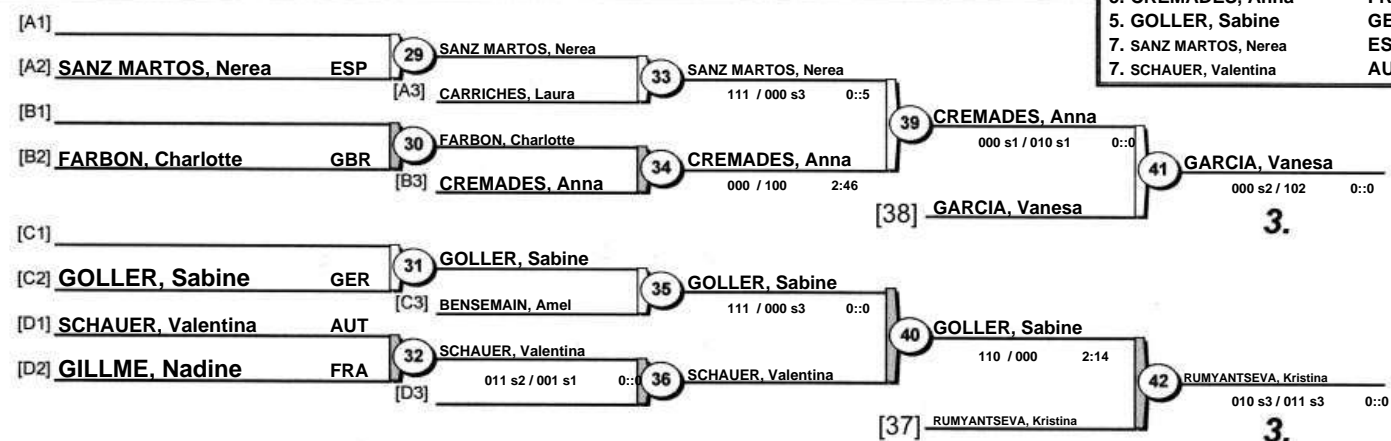 5. CREMADES, Anna FR
5. GOLLER, Sabine GE
7. SANZ MARTOS, Nerea ES
7. SCHAUER, Valentina AU
[A1]
[A2] SANZ MARTOS, Nerea ESP
29
SANZ MARTOS, Nerea
[A3] CARRICHES, Laura
33
SANZ MARTOS, Nerea
111 / 000 s3 0::5
[B1]
[B2] FARBON, Charlotte GBR
30
FARBON, Charlotte
[B3] CREMADES, Anna
34
CREMADES, Anna
000 / 100 2:46
39
CREMADES, Anna
000 s1 / 010 s1 0::0
[38] GARCIA, Vanesa
41
GARCIA, Vanesa
000 s2 / 102 0::0
3.
[C1]
[C2] GOLLER, Sabine GER
31
GOLLER, Sabine
[C3] BENSEMAIN, Amel
35
GOLLER, Sabine
111 / 000 s3 0::0
[D1] SCHAUER, Valentina AUT
[D2] GILLME, Nadine FRA
32
SCHAUER, Valentina
011 s2 / 001 s1 0::0
[D3]
36
SCHAUER, Valentina
40
GOLLER, Sabine
110 / 000 2:14
[37] RUMYANTSEVA, Kristina
42
RUMYANTSEVA, Kristina
010 s3 / 011 s3 0::0
3.